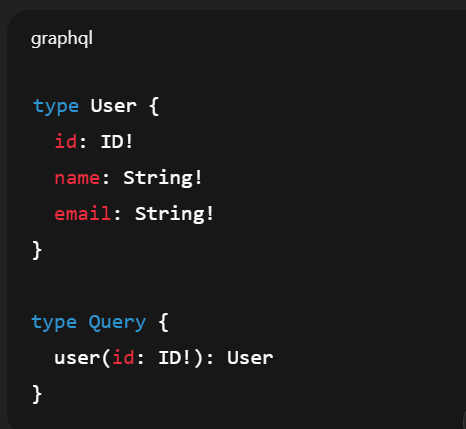 graphql
type User {
  id: ID!
  name: String!
  email: String!
}
type Query {
  user(id: ID!): User
}